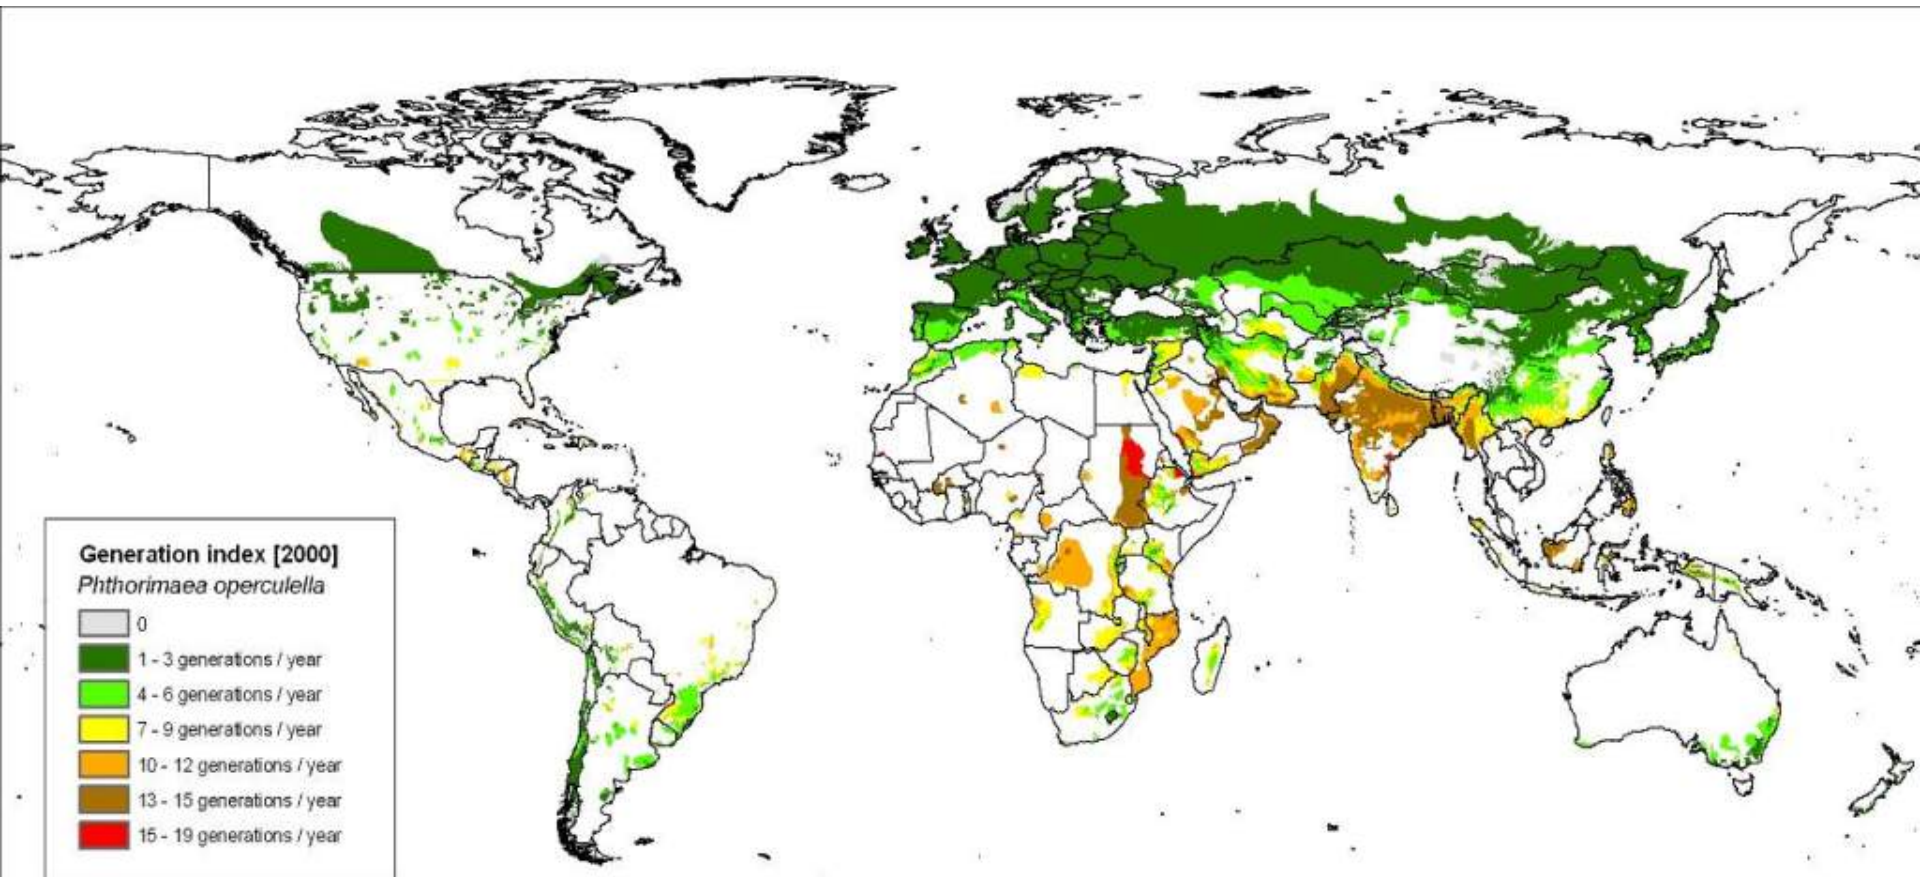 Generation index [2000]
Phthorimaea operculella
0
1 - 3 generations / year
4 - 6 generations / year
7 - 9 generations / year
10 - 12 generations / year
13 - 15 generations / year
15 - 19 generations / year